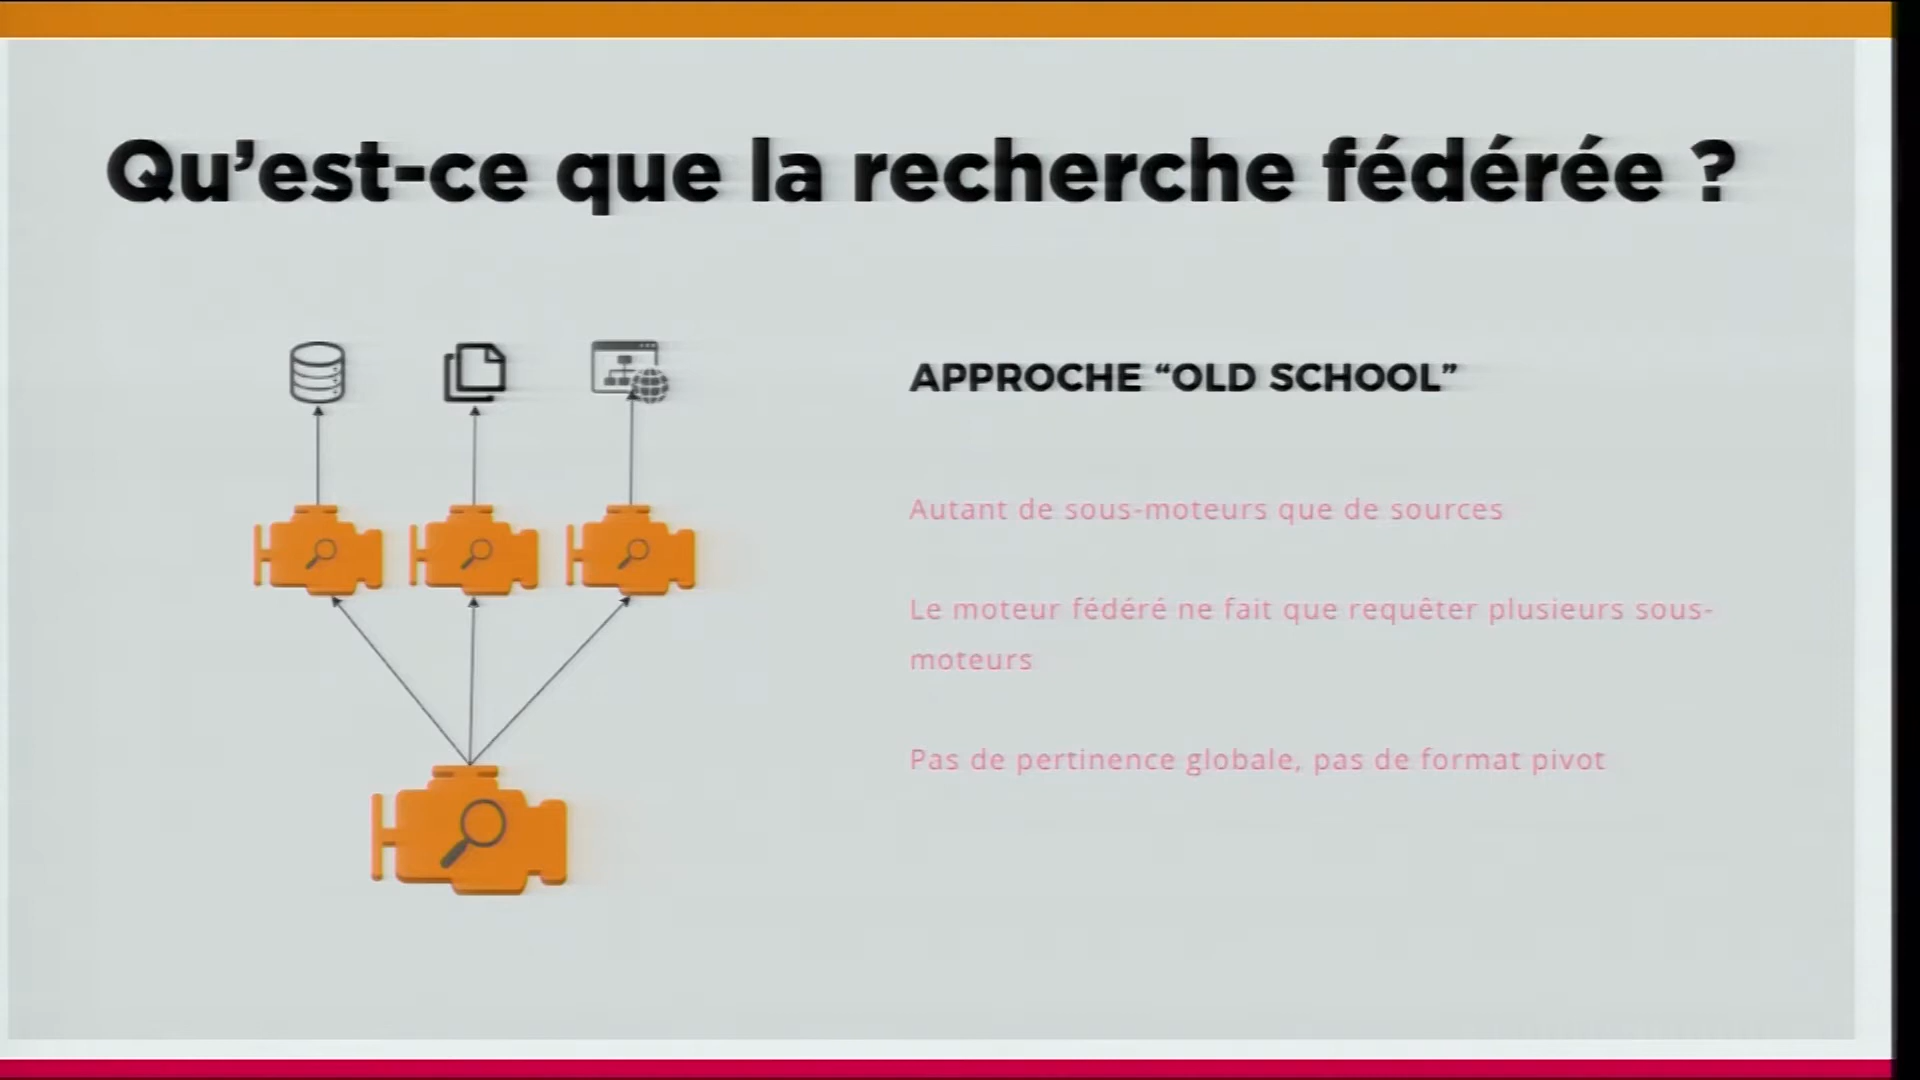 Qu’est-ce que la recherche fédérée ?
APPROCHE “OLD SCHOOL”
Autant de sous-moteurs que de sources
Le moteur fédéré ne fait que requêter plusieurs sous-
moteurs
Pas de pertinence globale, pas de format pivot